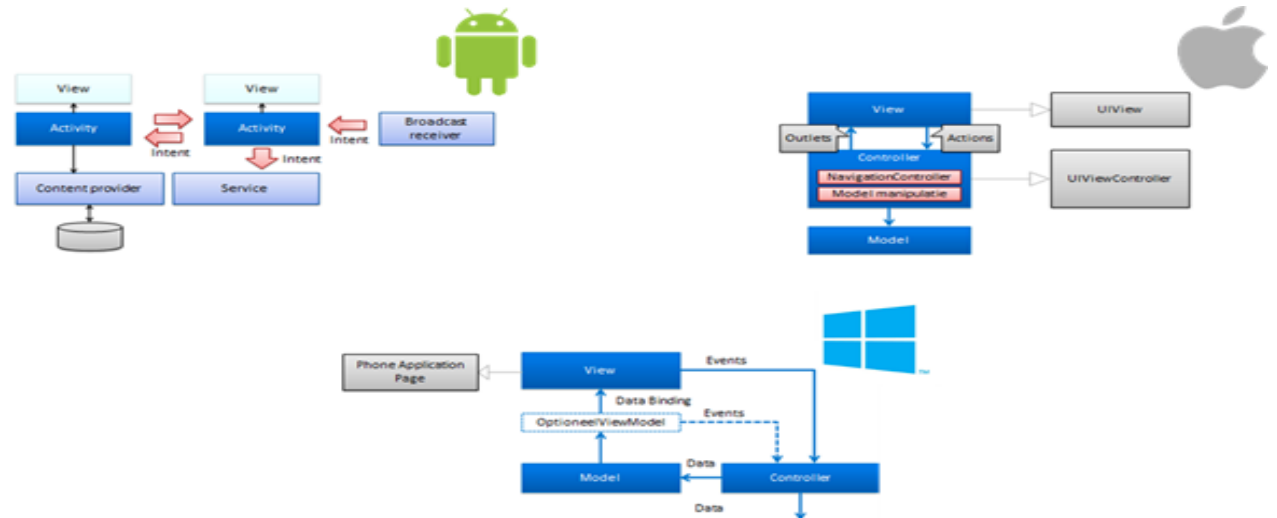 View
View
Activity
Activity
Intent
Intent
Broadcast
receiver
Intent
Content provider
Service
View
UIView
Outlets
Actions
Controller
NavigationController
Model manipulatie
UIViewController
Model
Phone Application
Page
View
Events
Data Binding
OptioneelViewModel
Events
Model
Data
Controller
Data
TM